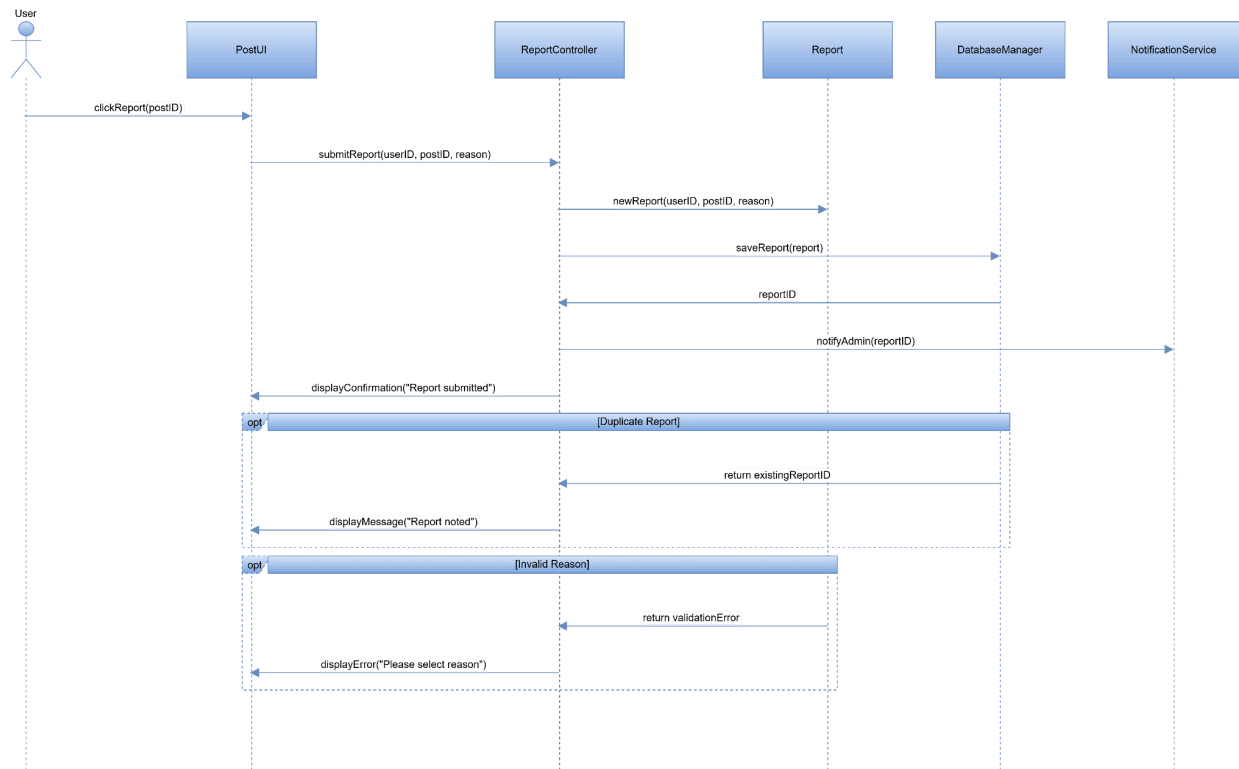 User
PostUI
ReportController
Report
DatabaseManager
NotificationService
clickReport(postID)
submitReport(userID, postID, reason)
newReport(userID, postID, reason)
saveReport(report)
reportID
notifyAdmin(reportID)
displayConfirmation("Report submitted")
opt
[Duplicate Report]
return existingReportID
displayMessage("Report noted")
opt
[Invalid Reason]
return validationError
displayError("Please select reason")